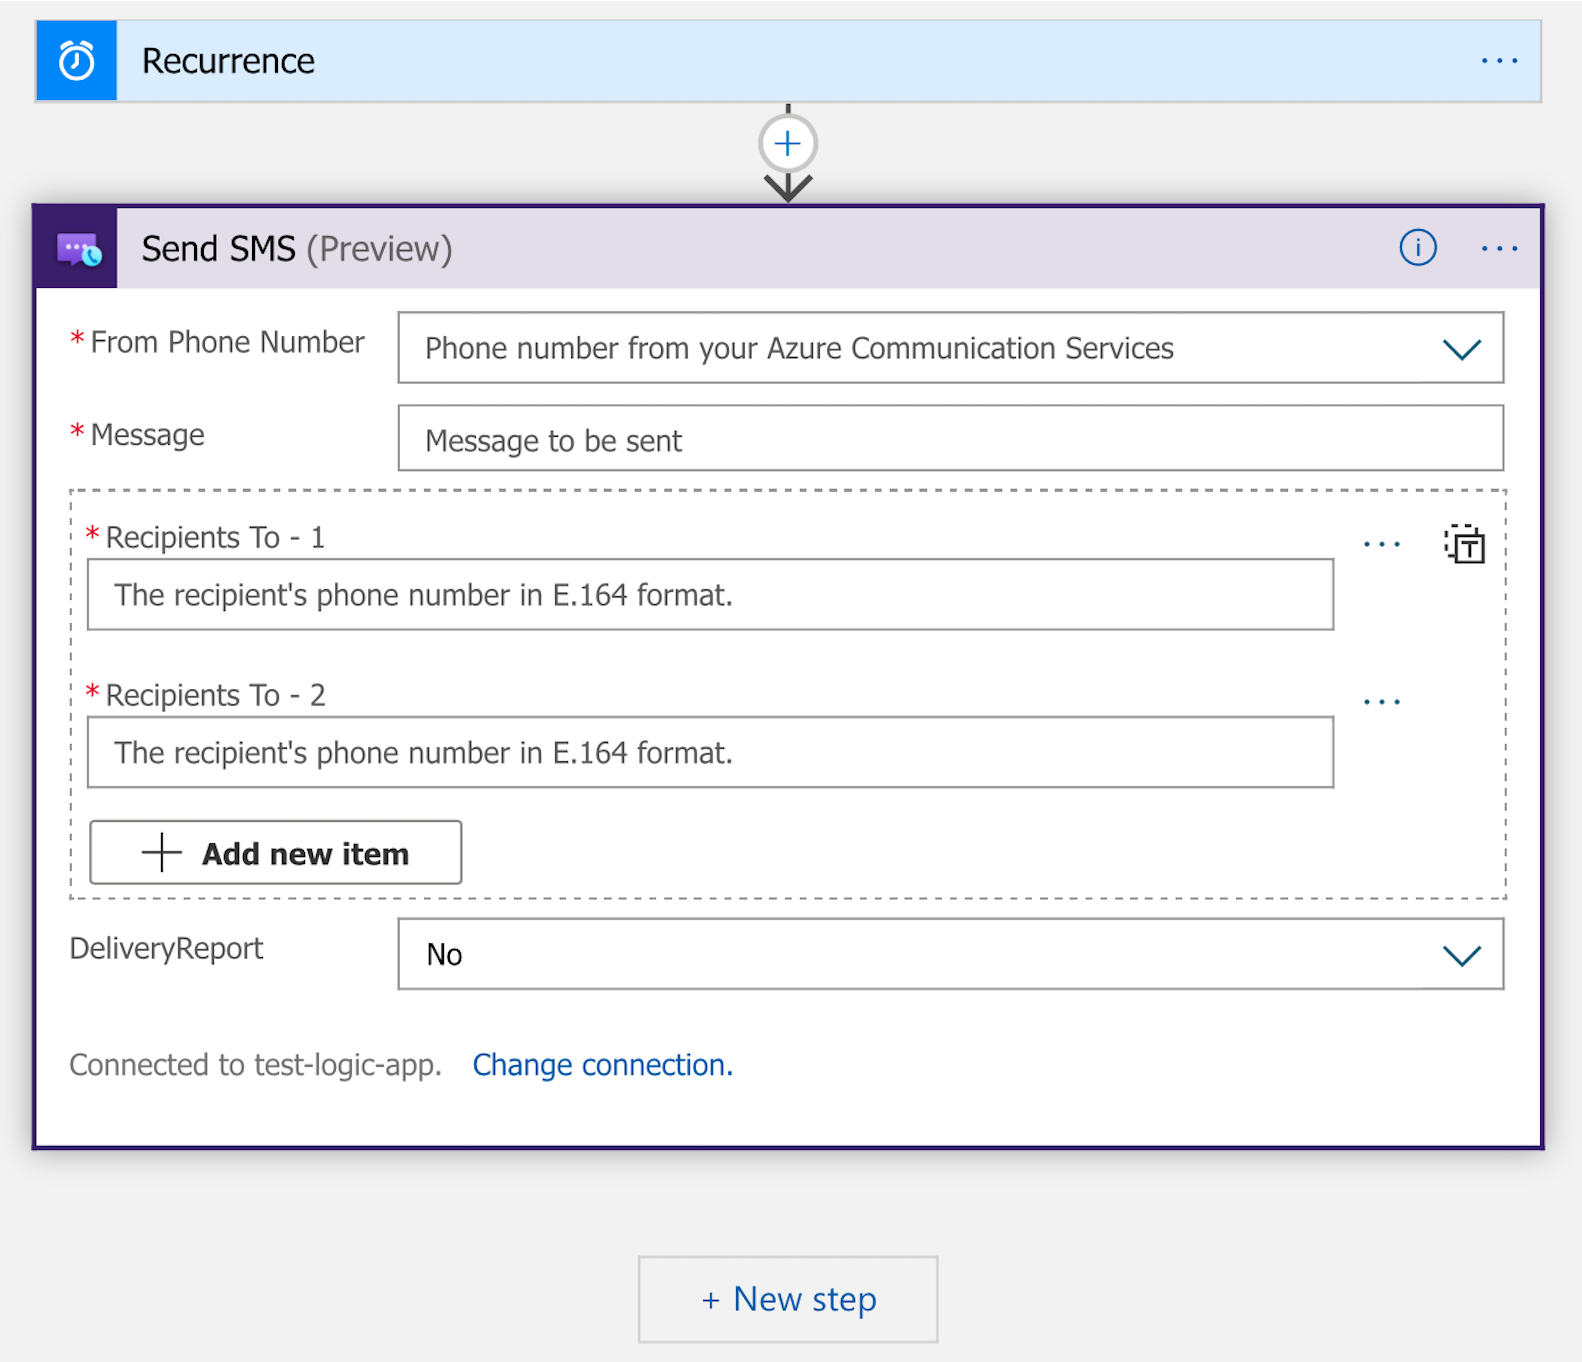 Recurrence
Send SMS (Preview)
* From Phone Number
Phone number from your Azure Communication Services
* Message
Message to be sent
* Recipients To - 1
The recipient's phone number in E.164 format.
* Recipients To - 2
The recipient's phone number in E.164 format.
+ Add new item
DeliveryReport
No
Connected to test-logic-app. Change connection.
+ New step